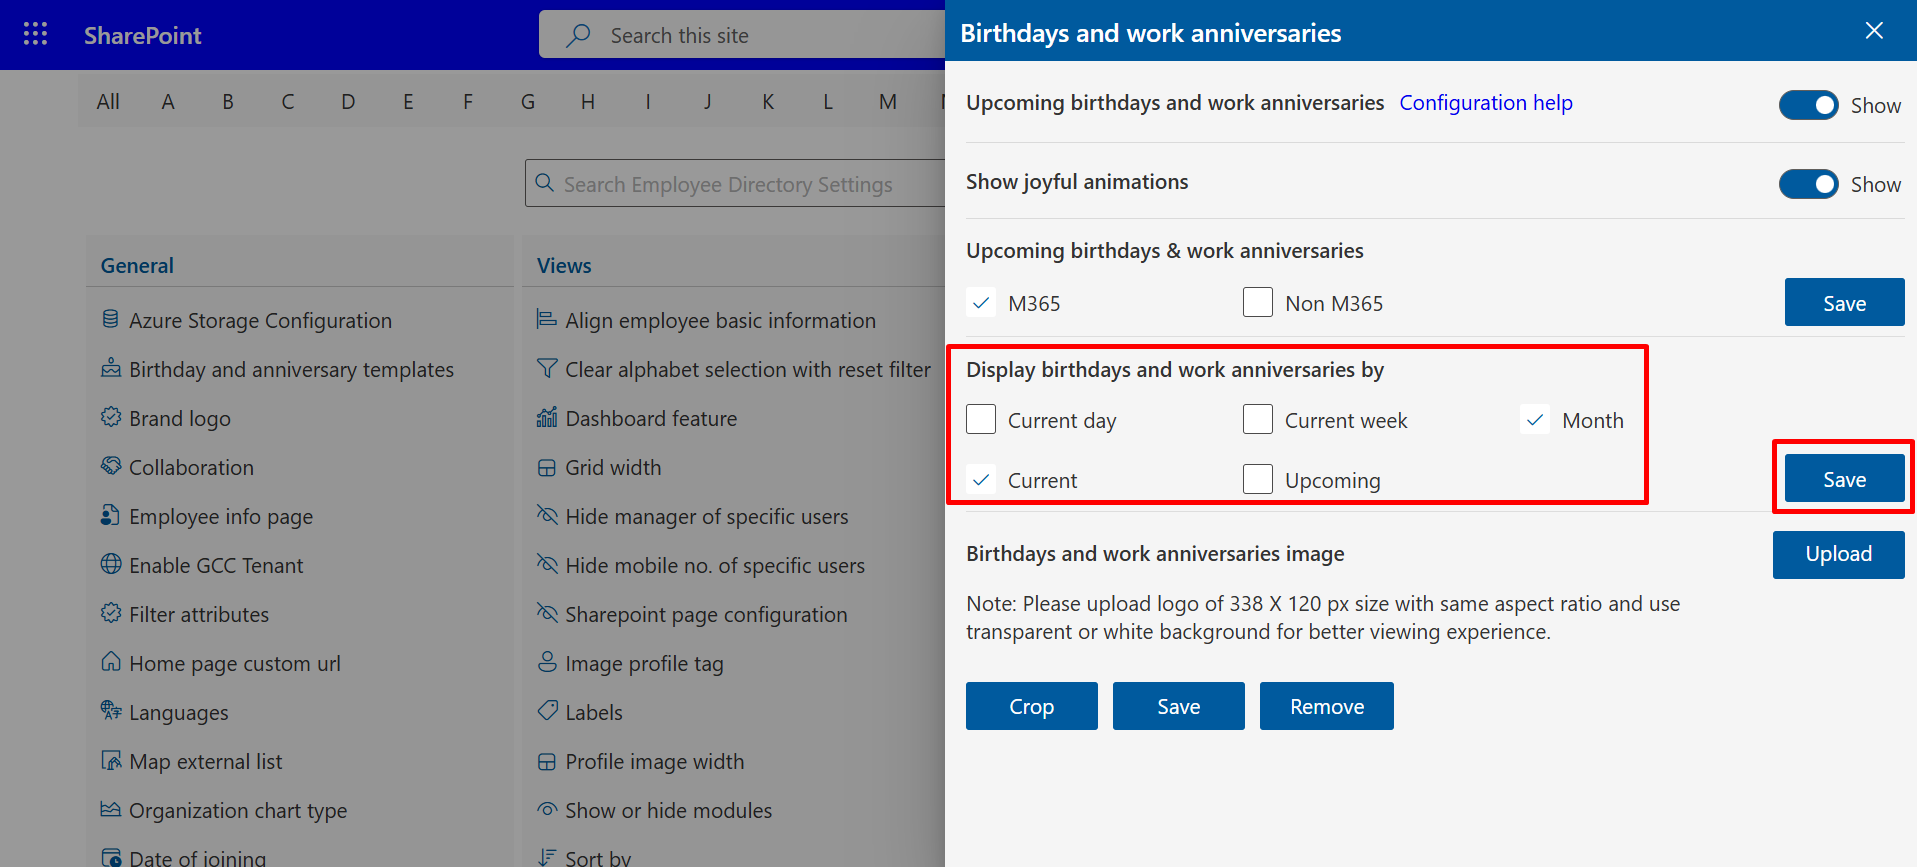 SharePoint
Search this site
All A B C D E F G H I J K L M
Search Employee Directory Settings
General
Azure Storage Configuration
Birthday and anniversary templates
Brand logo
Collaboration
Employee info page
Enable GCC Tenant
Filter attributes
Home page custom url
Languages
Map external list
Organization chart type
Date of joining
Views
Align employee basic information
Clear alphabet selection with reset filter
Dashboard feature
Grid width
Hide manager of specific users
Hide mobile no. of specific users
Sharepoint page configuration
Image profile tag
Labels
Profile image width
Show or hide modules
Sort by
Birthdays and work anniversaries
Upcoming birthdays and work anniversaries Configuration help Show
Show joyful animations Show
Upcoming birthdays & work anniversaries
M365 Non M365 Save
Display birthdays and work anniversaries by
Current day Current week Month
Current Upcoming Save
Birthdays and work anniversaries image Upload
Note: Please upload logo of 338 X 120 px size with same aspect ratio and use
transparent or white background for better viewing experience.
Crop Save Remove